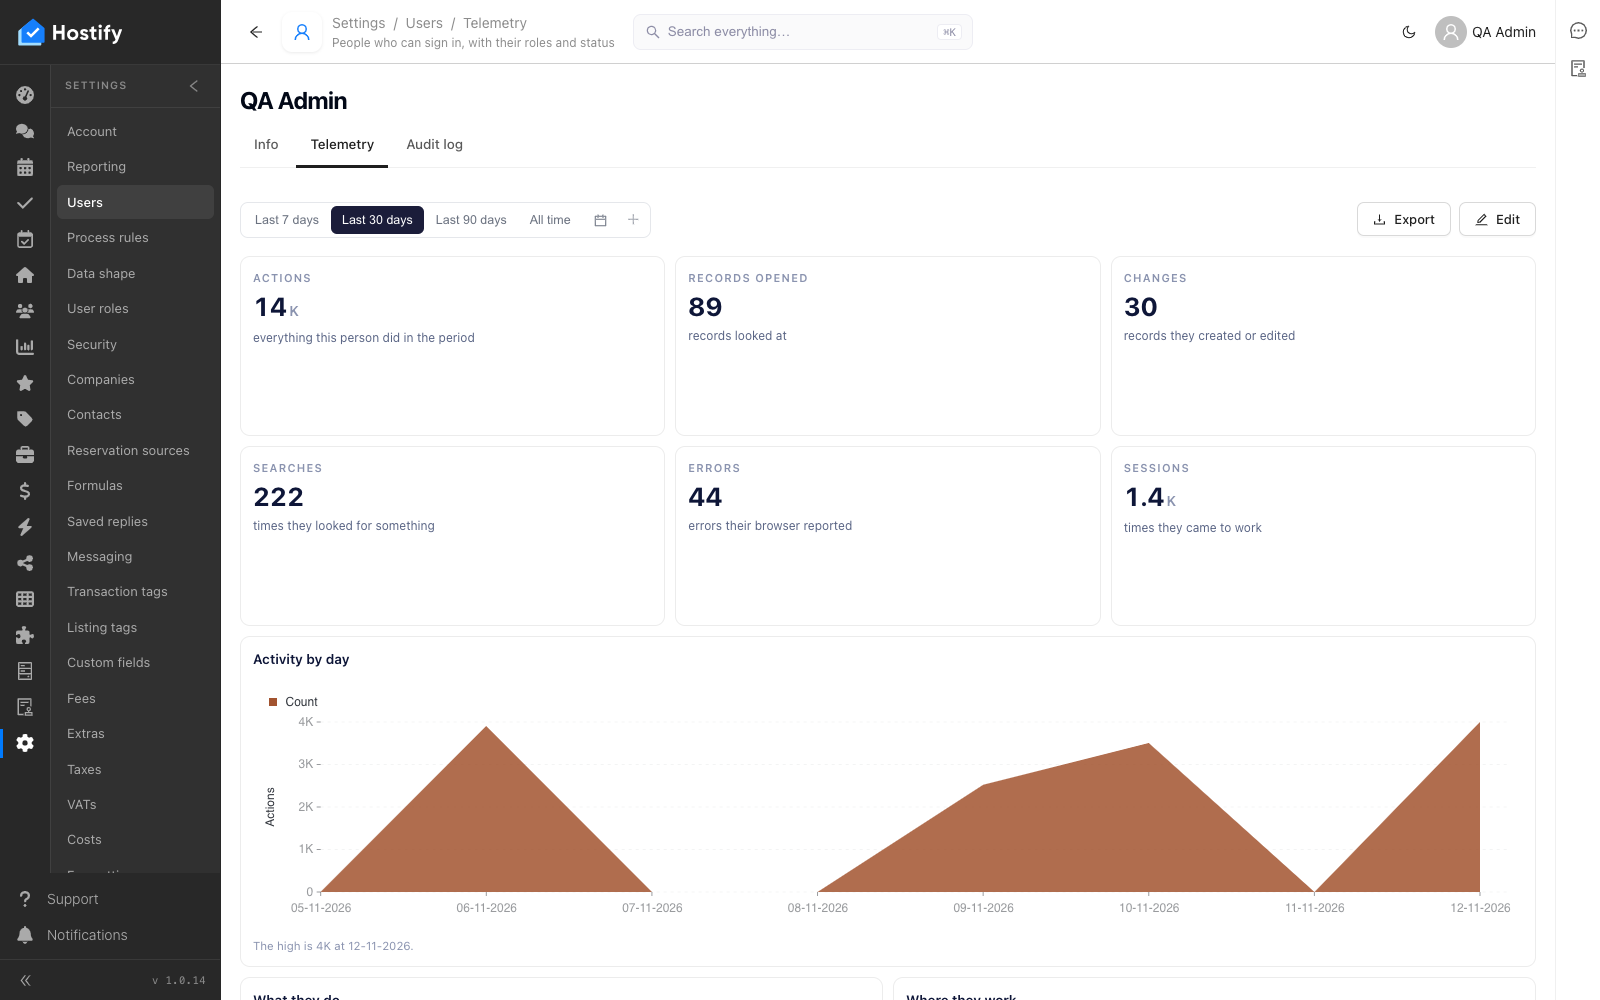 Hostify
SETTINGS
Account
Reporting
Users
Process rules
Data shape
User roles
Security
Companies
Contacts
Reservation sources
Formulas
Saved replies
Messaging
Transaction tags
Listing tags
Custom fields
Fees
Extras
Taxes
VATs
Costs
Support
Notifications
v 1.0.14
Settings / Users / Telemetry
People who can sign in, with their roles and status
Search everything...
⌘K
QA Admin
QA Admin
Info
Telemetry
Audit log
Last 7 days
Last 30 days
Last 90 days
All time
Export
Edit
ACTIONS
14 K
everything this person did in the period
RECORDS OPENED
89
records looked at
CHANGES
30
records they created or edited
SEARCHES
222
times they looked for something
ERRORS
44
errors their browser reported
SESSIONS
1.4 K
times they came to work
Activity by day
Count
Actions
4K
3K
2K
1K
0
05-11-2026
06-11-2026
07-11-2026
08-11-2026
09-11-2026
10-11-2026
11-11-2026
12-11-2026
The high is 4K at 12-11-2026.
What they do
Where they work